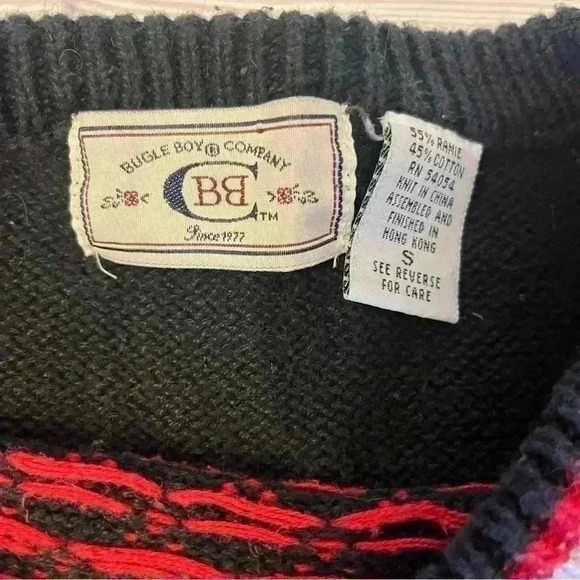 BUGLE BOY® COMPANY
BB
TM
Since 1977
55% RAMIE
45% COTTON
RN 54054
KNIT IN CHINA
ASSEMBLED AND
FINISHED IN
HONG KONG
S
SEE REVERSE
FOR CARE